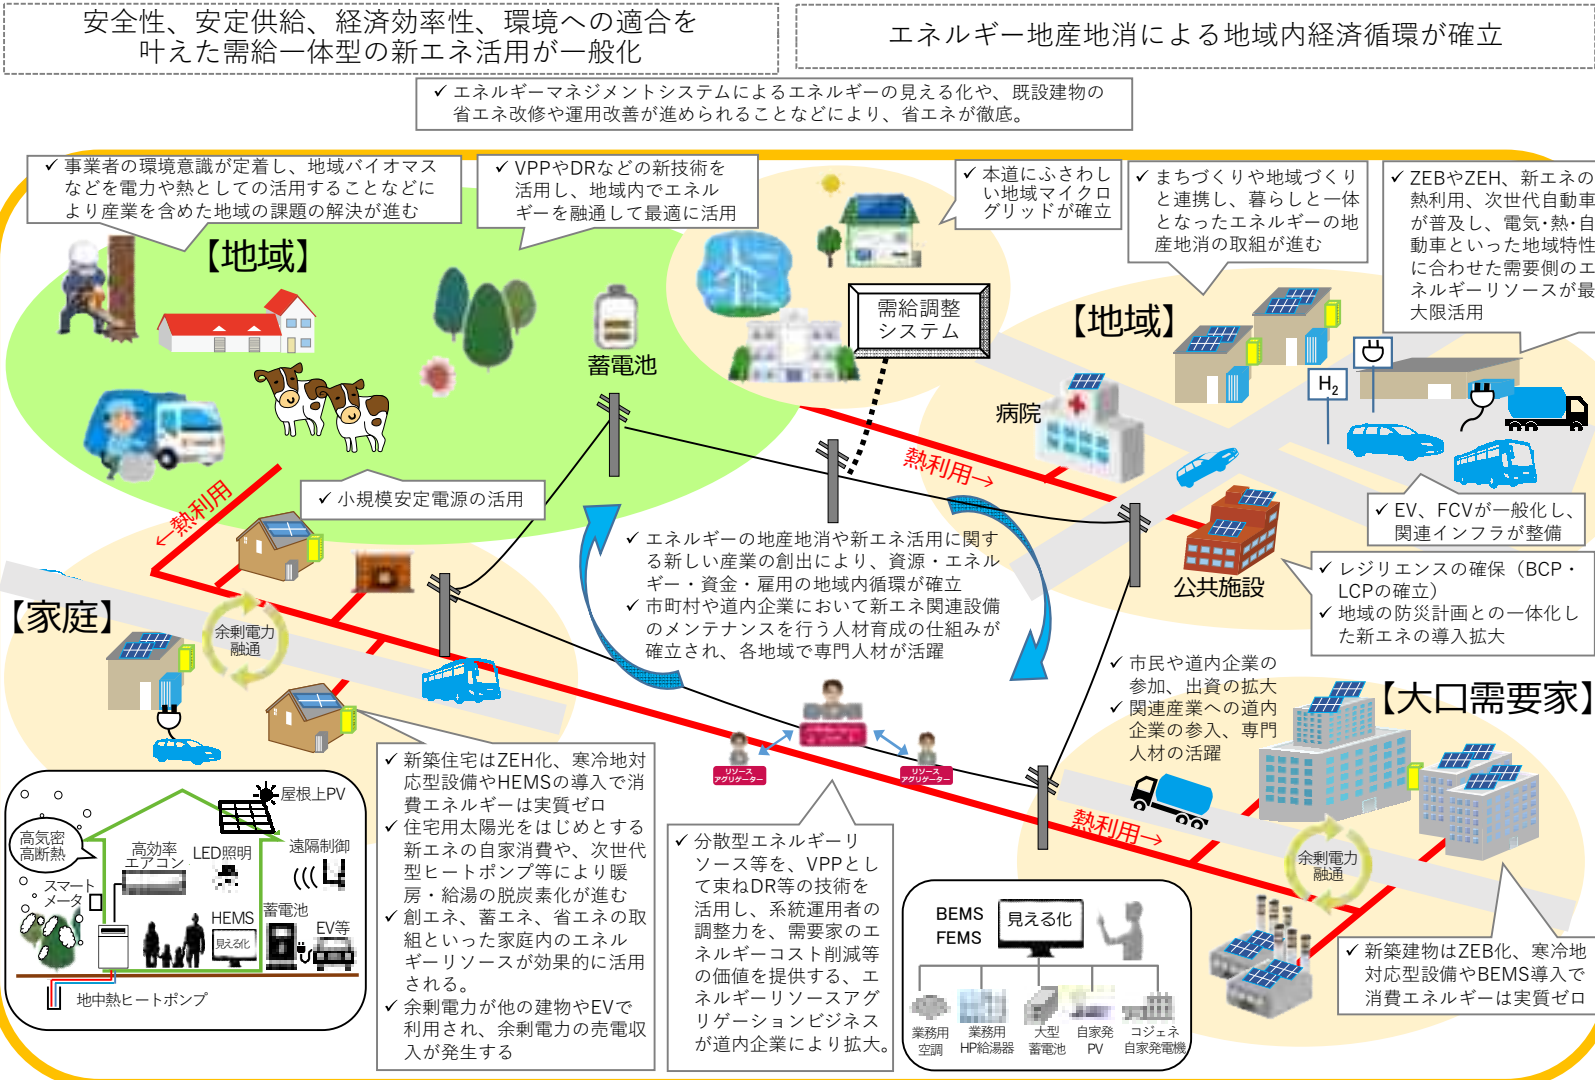 安全性、安定供給、経済効率性、環境への適合を
叶えた需給一体型の新エネ活用が一般化
エネルギー地産地消による地域内経済循環が確立
✓ エネルギーマネジメントシステムによるエネルギーの見える化や、既設建物の
省エネ改修や運用改善が進められることなどにより、省エネが徹底。
✓ 事業者の環境意識が定着し、地域バイオマス
などを電力や熱としての活用することなどに
より産業を含めた地域の課題の解決が進む
✓ VPPやDRなどの新技術を
活用し、地域内でエネル
ギーを融通して最適に活用
✓ 本道にふさわし
い地域マイクロ
グリッドが確立
✓ まちづくりや地域づくり
と連携し、暮らしと一体
となったエネルギーの地
産地消の取組が進む
✓ ZEBやZEH、新エネの
熱利用、次世代自動車
が普及し、電気・熱・自
動車といった地域特性
に合わせた需要側のエ
ネルギーリソースが最
大限活用
【地域】
蓄電池
需給調整
システム
【地域】
病院
H2
熱利用→
←熱利用
✓ 小規模安定電源の活用
✓ EV、FCVが一般化し、
関連インフラが整備
公共施設
✓ レジリエンスの確保（BCP・
LCPの確立）
✓ 地域の防災計画との一体化し
た新エネの導入拡大
✓ エネルギーの地産地消や新エネ活用に関す
る新しい産業の創出により、資源・エネル
ギー・資金・雇用の地域内循環が確立
✓ 市町村や道内企業において新エネ関連設備
のメンテナンスを行う人材育成の仕組みが
確立され、各地域で専門人材が活躍
【家庭】
余剰電力
融通
✓ 市民や道内企業の
参加、出資の拡大
✓ 関連産業への道内
企業の参入、専門
人材の活躍
【大口需要家】
リソース
アグリゲーター
リソース
アグリゲーター
熱利用→
余剰電力
融通
✓ 新築住宅はZEH化、寒冷地対
応型設備やHEMSの導入で消
費エネルギーは実質ゼロ
✓ 住宅用太陽光をはじめとする
新エネの自家消費や、次世代
型ヒートポンプ等により暖
房・給湯の脱炭素化が進む
✓ 創エネ、蓄エネ、省エネの取
組といった家庭内のエネル
ギーリソースが効果的に活用
される。
✓ 余剰電力が他の建物やEVで
利用され、余剰電力の売電収
入が発生する
✓ 分散型エネルギーリ
ソース等を、VPPとし
て束ねDR等の技術を
活用し、系統運用者の
調整力を、需要家のエ
ネルギーコスト削減等
の価値を提供する、エ
ネルギーリソースアグ
リゲーションビジネス
が道内企業により拡大。
✓ 新築建物はZEB化、寒冷地
対応型設備やBEMS導入で
消費エネルギーは実質ゼロ
屋根上PV
高気密
高断熱
高効率
エアコン
LED照明
遠隔制御
スマート
メータ
HEMS
見える化
蓄電池
EV等
地中熱ヒートポンプ
BEMS
FEMS
見える化
業務用
空調
業務用
HP給湯器
大型
蓄電池
自家発
PV
コジェネ
自家発電機